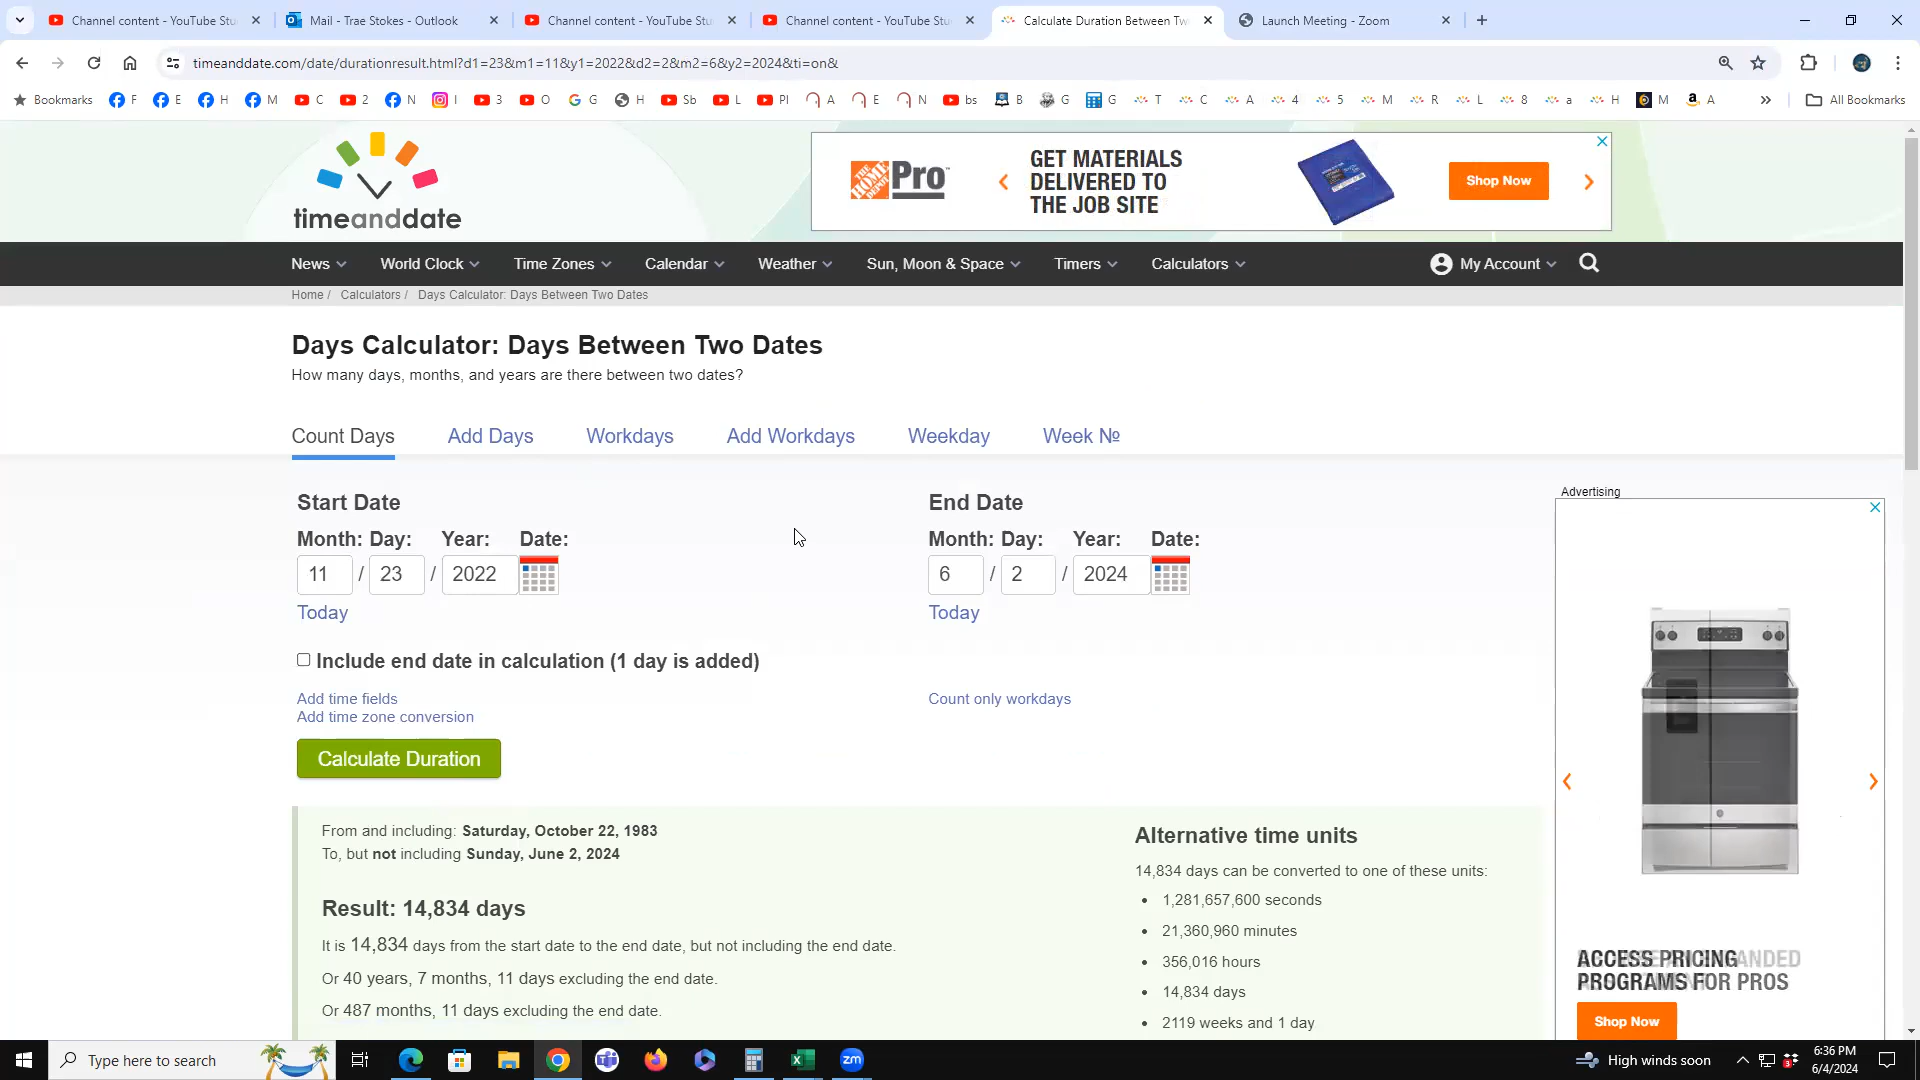 Channel content - YouTube Stu
Mail - Trae Stokes - Outlook
Channel content - YouTube Stu
Channel content - YouTube Stu
Calculate Duration Between Tw
Launch Meeting - Zoom
timeanddate.com/date/durationresult.html?d1=23&m1=11&y1=2022&d2=2&m2=6&y2=2024&ti=on&
Bookmarks F E H M C 2 N I 3 O G H Sb L Pl A E N bs B G G T C A 4 5 M R L 8 a H M A All Bookmarks
timeanddate
THE HOME DEPOT Pro
GET MATERIALS
DELIVERED TO
THE JOB SITE
Shop Now
News World Clock Time Zones Calendar Weather Sun, Moon & Space Timers Calculators My Account
Home / Calculators / Days Calculator: Days Between Two Dates
Days Calculator: Days Between Two Dates
How many days, months, and years are there between two dates?
Count Days Add Days Workdays Add Workdays Weekday Week №
Advertising
Start Date
End Date
Month: Day: Year: Date:
Month: Day: Year: Date:
11 / 23 / 2022
6 / 2 / 2024
Today
Today
Include end date in calculation (1 day is added)
Add time fields
Count only workdays
Add time zone conversion
Calculate Duration
From and including: Saturday, October 22, 1983
To, but not including Sunday, June 2, 2024
Result: 14,834 days
It is 14,834 days from the start date to the end date, but not including the end date.
Or 40 years, 7 months, 11 days excluding the end date.
Or 487 months, 11 days excluding the end date.
Alternative time units
14,834 days can be converted to one of these units:
• 1,281,657,600 seconds
• 21,360,960 minutes
• 356,016 hours
• 14,834 days
• 2119 weeks and 1 day
ACCESS PRICING
PROGRAMS FOR PROS
Shop Now
Type here to search
High winds soon
6:36 PM
6/4/2024